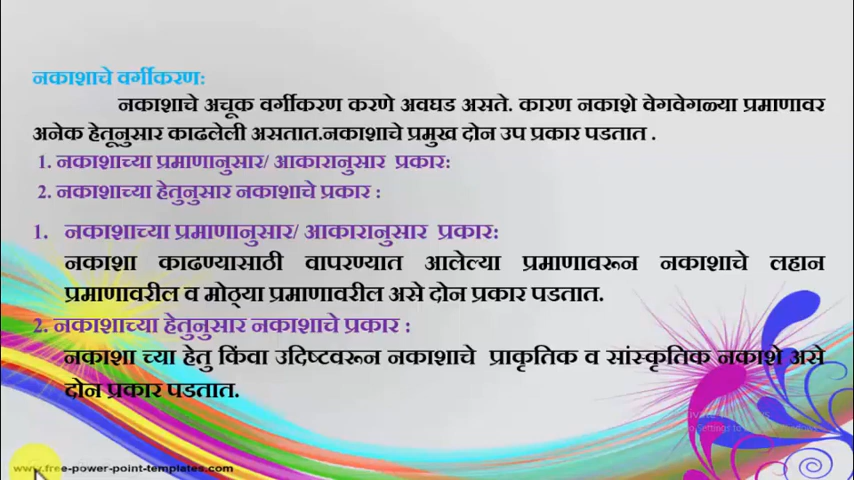 नकाशाचे वर्गीकरण:
नकाशाचे अचूक वर्गीकरण करणे अवघड असते. कारण नकाशे वेगवेगळ्या प्रमाणावर
अनेक हेतूनुसार काढलेली असतात.नकाशाचे प्रमुख दोन उप प्रकार पडतात .
1. नकाशाच्या प्रमाणानुसार/ आकारानुसार प्रकार:
2. नकाशाच्या हेतुनुसार नकाशाचे प्रकार :
1. नकाशाच्या प्रमाणानुसार/ आकारानुसार प्रकार:
नकाशा काढण्यासाठी वापरण्यात आलेल्या प्रमाणावरून नकाशाचे लहान
प्रमाणावरील व मोठ्या प्रमाणावरील असे दोन प्रकार पडतात.
2. नकाशाच्या हेतुनुसार नकाशाचे प्रकार :
नकाशा च्या हेतु किंवा उदिष्टवरून नकाशाचे प्राकृतिक व सांस्कृतिक नकाशे असे
दोन प्रकार पडतात.
www.free-power-point-templates.com